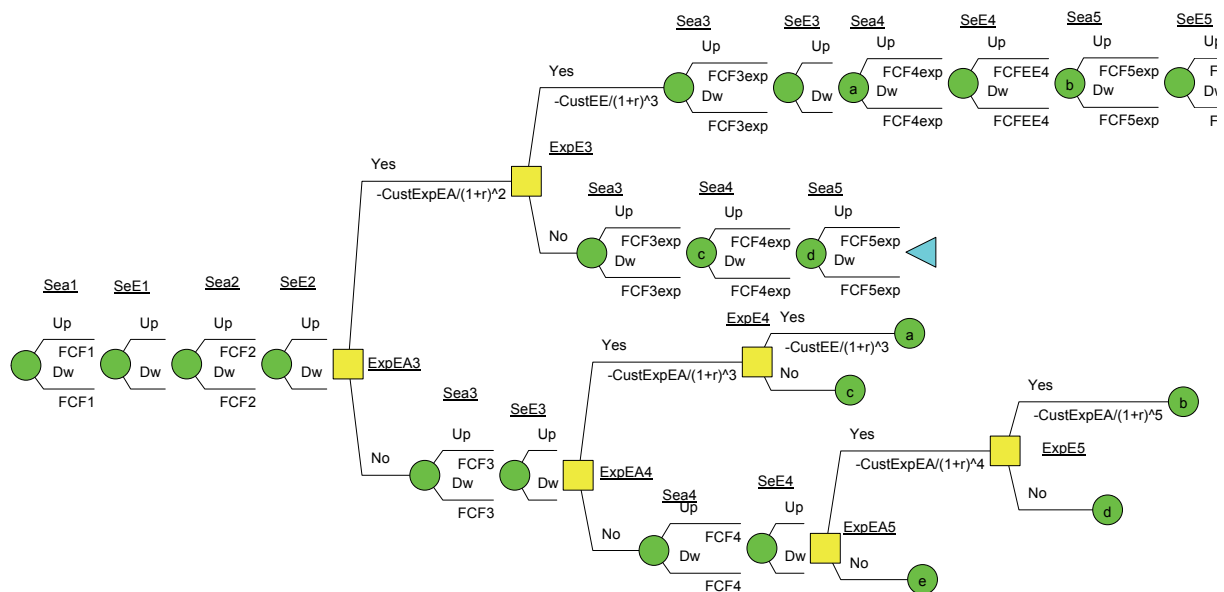 Sea3 SeE3 Sea4 SeE4 Sea5 SeE5
Up Up Up Up Up Up
Yes FCF3exp FCF4exp FCFEE4 FCF5exp
-CustEE/(1+r)^3 Dw Dw a Dw Dw b Dw
FCF3exp FCF4exp FCFEE4 FCF5exp
ExpE3
Yes
-CustExpEA/(1+r)^2
Sea3 Sea4 Sea5
Up Up Up
No FCF3exp FCF4exp FCF5exp
Dw c Dw d Dw
FCF3exp FCF4exp FCF5exp
Sea1 SeE1 Sea2 SeE2
Up Up Up Up
FCF1 FCF2
Dw Dw Dw Dw
FCF1 FCF2
ExpEA3
ExpE4 Yes
-CustEE/(1+r)^3 a
Yes
-CustExpEA/(1+r)^3
No
c
Sea3 SeE3
Up Up
No FCF3
Dw Dw
FCF3
ExpEA4
Yes
-CustExpEA/(1+r)^5 b
Yes
-CustExpEA/(1+r)^4
ExpE5
No
d
Sea4 SeE4
Up Up
No FCF4
Dw Dw
FCF4
ExpEA5
No
e